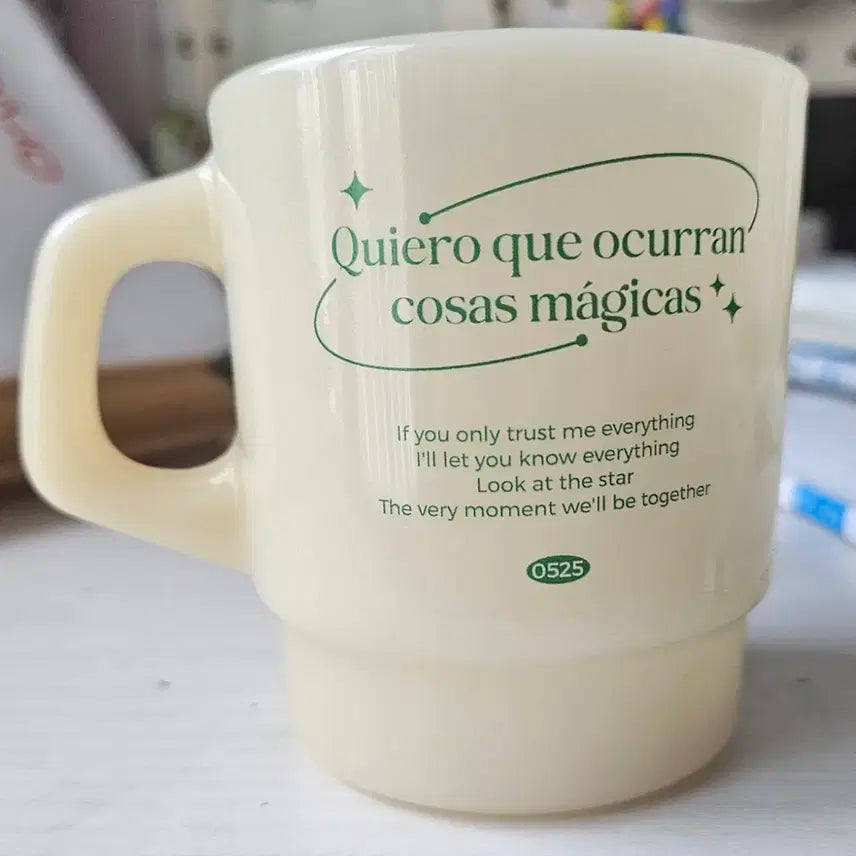 Quiero que ocurran
cosas mágicas
If you only trust me everything
I'll let you know everything
Look at the star
The very moment we'll be together
0525